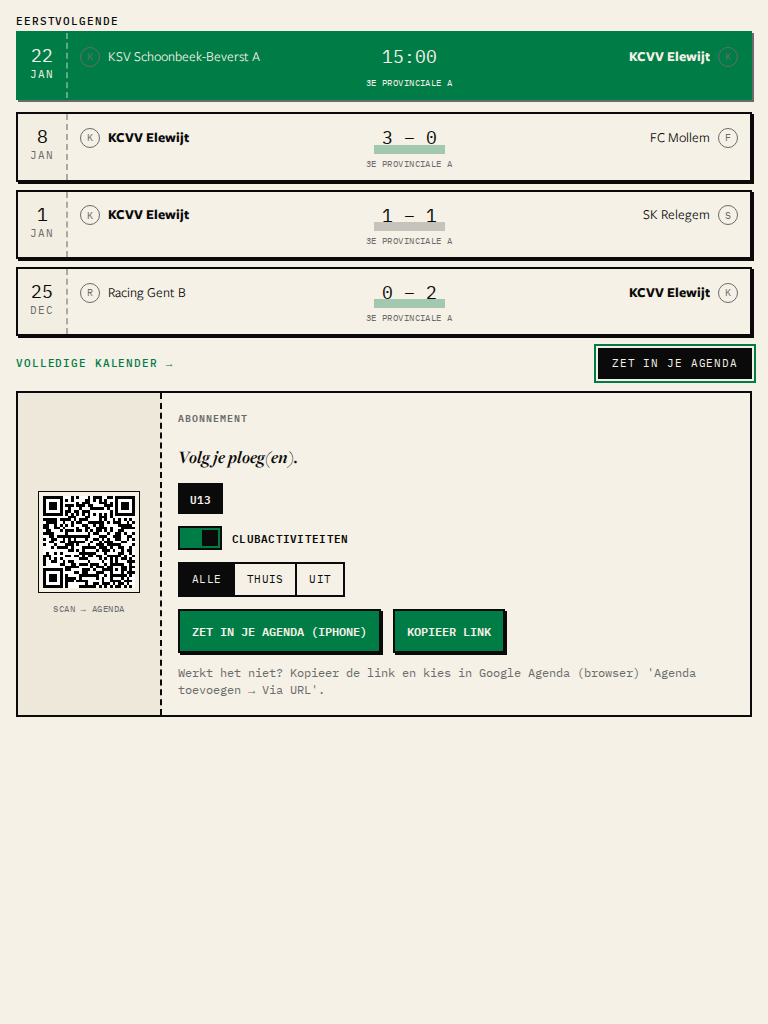 EERSTVOLGENDE
22 JAN K KSV Schoonbeek-Beverst A 15:00 KCVV Elewijt K
3E PROVINCIALE A
8 JAN K KCVV Elewijt 3 – 0 FC Mollem F
3E PROVINCIALE A
1 JAN K KCVV Elewijt 1 – 1 SK Relegem S
3E PROVINCIALE A
25 DEC R Racing Gent B 0 – 2 KCVV Elewijt K
3E PROVINCIALE A
VOLLEDIGE KALENDER → ZET IN JE AGENDA
ABONNEMENT
Volg je ploeg(en).
U13
CLUBACTIVITEITEN
ALLE THUIS UIT
SCAN → AGENDA
ZET IN JE AGENDA (IPHONE) KOPIEER LINK
Werkt het niet? Kopieer de link en kies in Google Agenda (browser) 'Agenda
toevoegen → Via URL'.